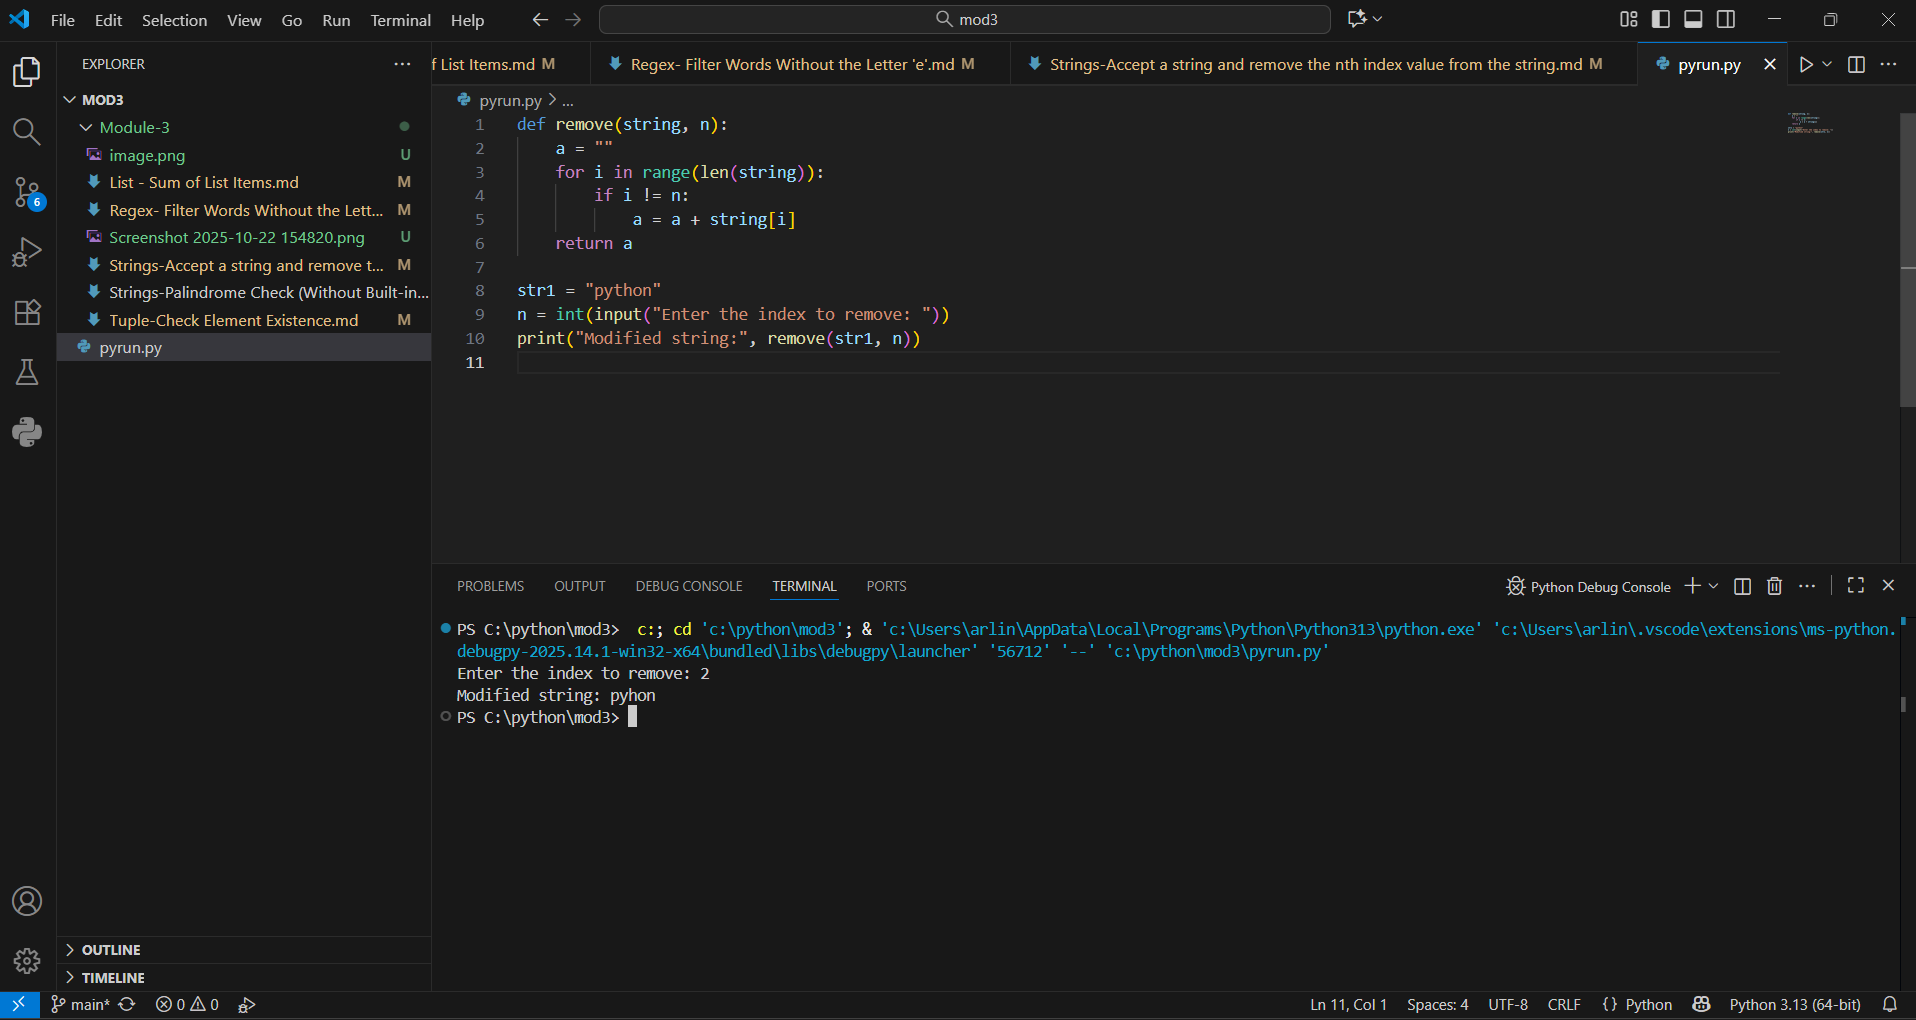 File Edit Selection View Go Run Terminal Help
mod3
EXPLORER
MOD3
Module-3
image.png U
List - Sum of List Items.md M
Regex- Filter Words Without the Lett... M
Screenshot 2025-10-22 154820.png U
Strings-Accept a string and remove t... M
Strings-Palindrome Check (Without Built-in...
Tuple-Check Element Existence.md M
pyrun.py
6
OUTLINE
TIMELINE
f List Items.md M
Regex- Filter Words Without the Letter 'e'.md M
Strings-Accept a string and remove the nth index value from the string.md M
pyrun.py
pyrun.py > ...
1 def remove(string, n):
2 a = ""
3 for i in range(len(string)):
4 if i != n:
5 a = a + string[i]
6 return a
7
8 str1 = "python"
9 n = int(input("Enter the index to remove: "))
10 print("Modified string:", remove(str1, n))
11
PROBLEMS OUTPUT DEBUG CONSOLE TERMINAL PORTS
Python Debug Console
PS C:\python\mod3> c:; cd 'c:\python\mod3'; & 'c:\Users\arlin\AppData\Local\Programs\Python\Python313\python.exe' 'c:\Users\arlin\.vscode\extensions\ms-python.
debugpy-2025.14.1-win32-x64\bundled\libs\debugpy\launcher' '56712' '--' 'c:\python\mod3\pyrun.py'
Enter the index to remove: 2
Modified string: pyhon
PS C:\python\mod3>
main* 0 0
Ln 11, Col 1 Spaces: 4 UTF-8 CRLF {} Python Python 3.13 (64-bit)